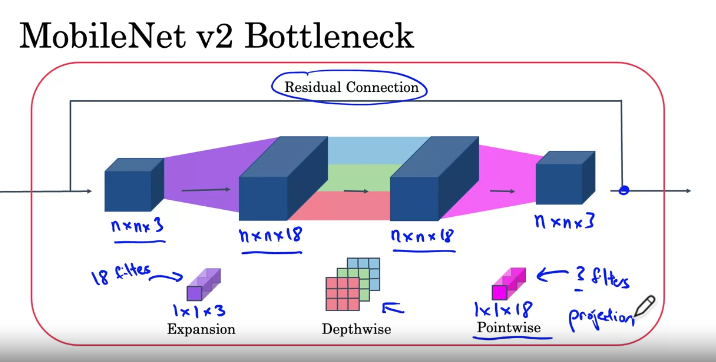 MobileNet v2 Bottleneck
Residual Connection
n×n×3
n×n×18
n×n×18
n×n×3
18 filters
3 filters
1×1×3
1×1×18
Expansion
Depthwise
Pointwise
projection